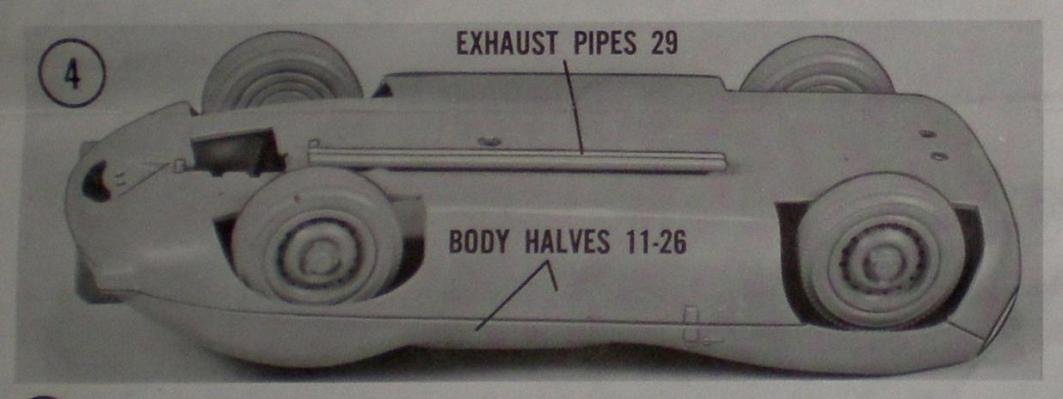 4
EXHAUST PIPES 29
BODY HALVES 11-26